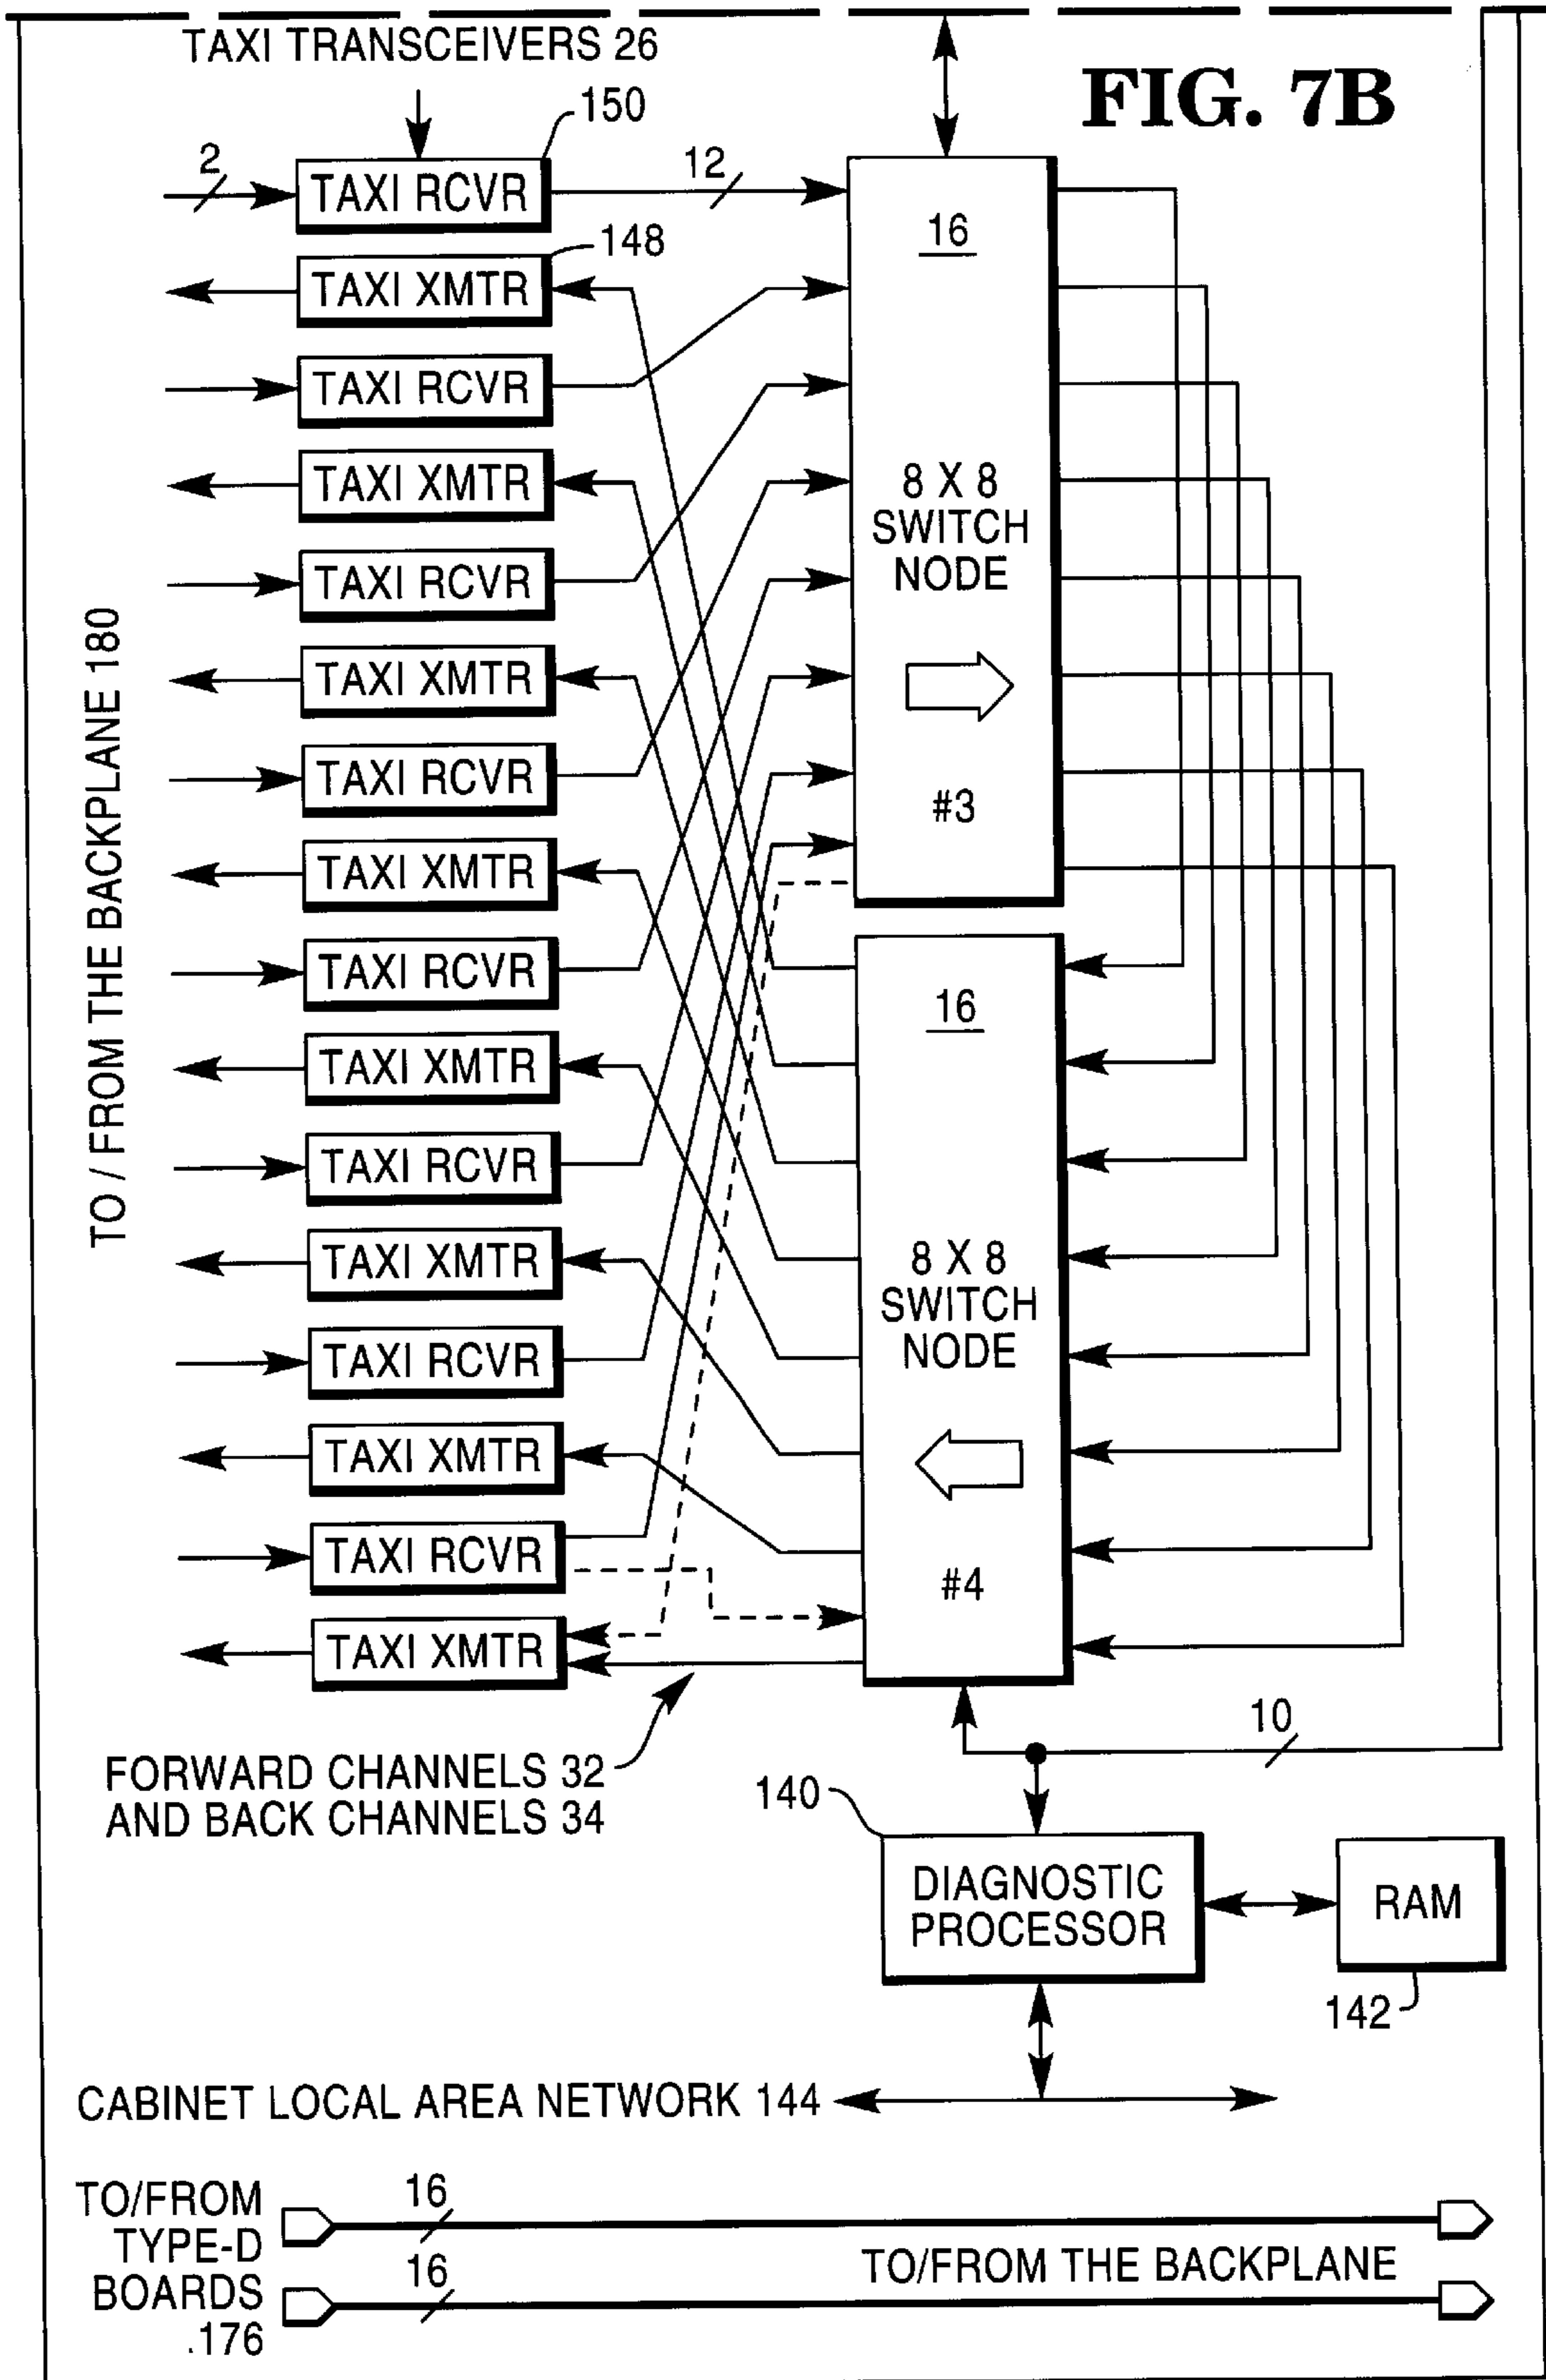 TAXI TRANSCEIVERS 26
FIG. 7B
150
2
TAXI RCVR
12
148
TAXI XMTR
TAXI RCVR
TAXI XMTR
TAXI RCVR
TAXI XMTR
TAXI RCVR
TAXI XMTR
TAXI RCVR
TAXI XMTR
TAXI RCVR
TAXI XMTR
TAXI RCVR
TAXI XMTR
TAXI RCVR
TAXI XMTR
TO / FROM THE BACKPLANE 180
16
8 X 8
SWITCH
NODE
#3
16
8 X 8
SWITCH
NODE
#4
10
FORWARD CHANNELS 32
AND BACK CHANNELS 34
140
DIAGNOSTIC
PROCESSOR
RAM
142
CABINET LOCAL AREA NETWORK 144
TO/FROM
TYPE-D
BOARDS
176
16
16
TO/FROM THE BACKPLANE